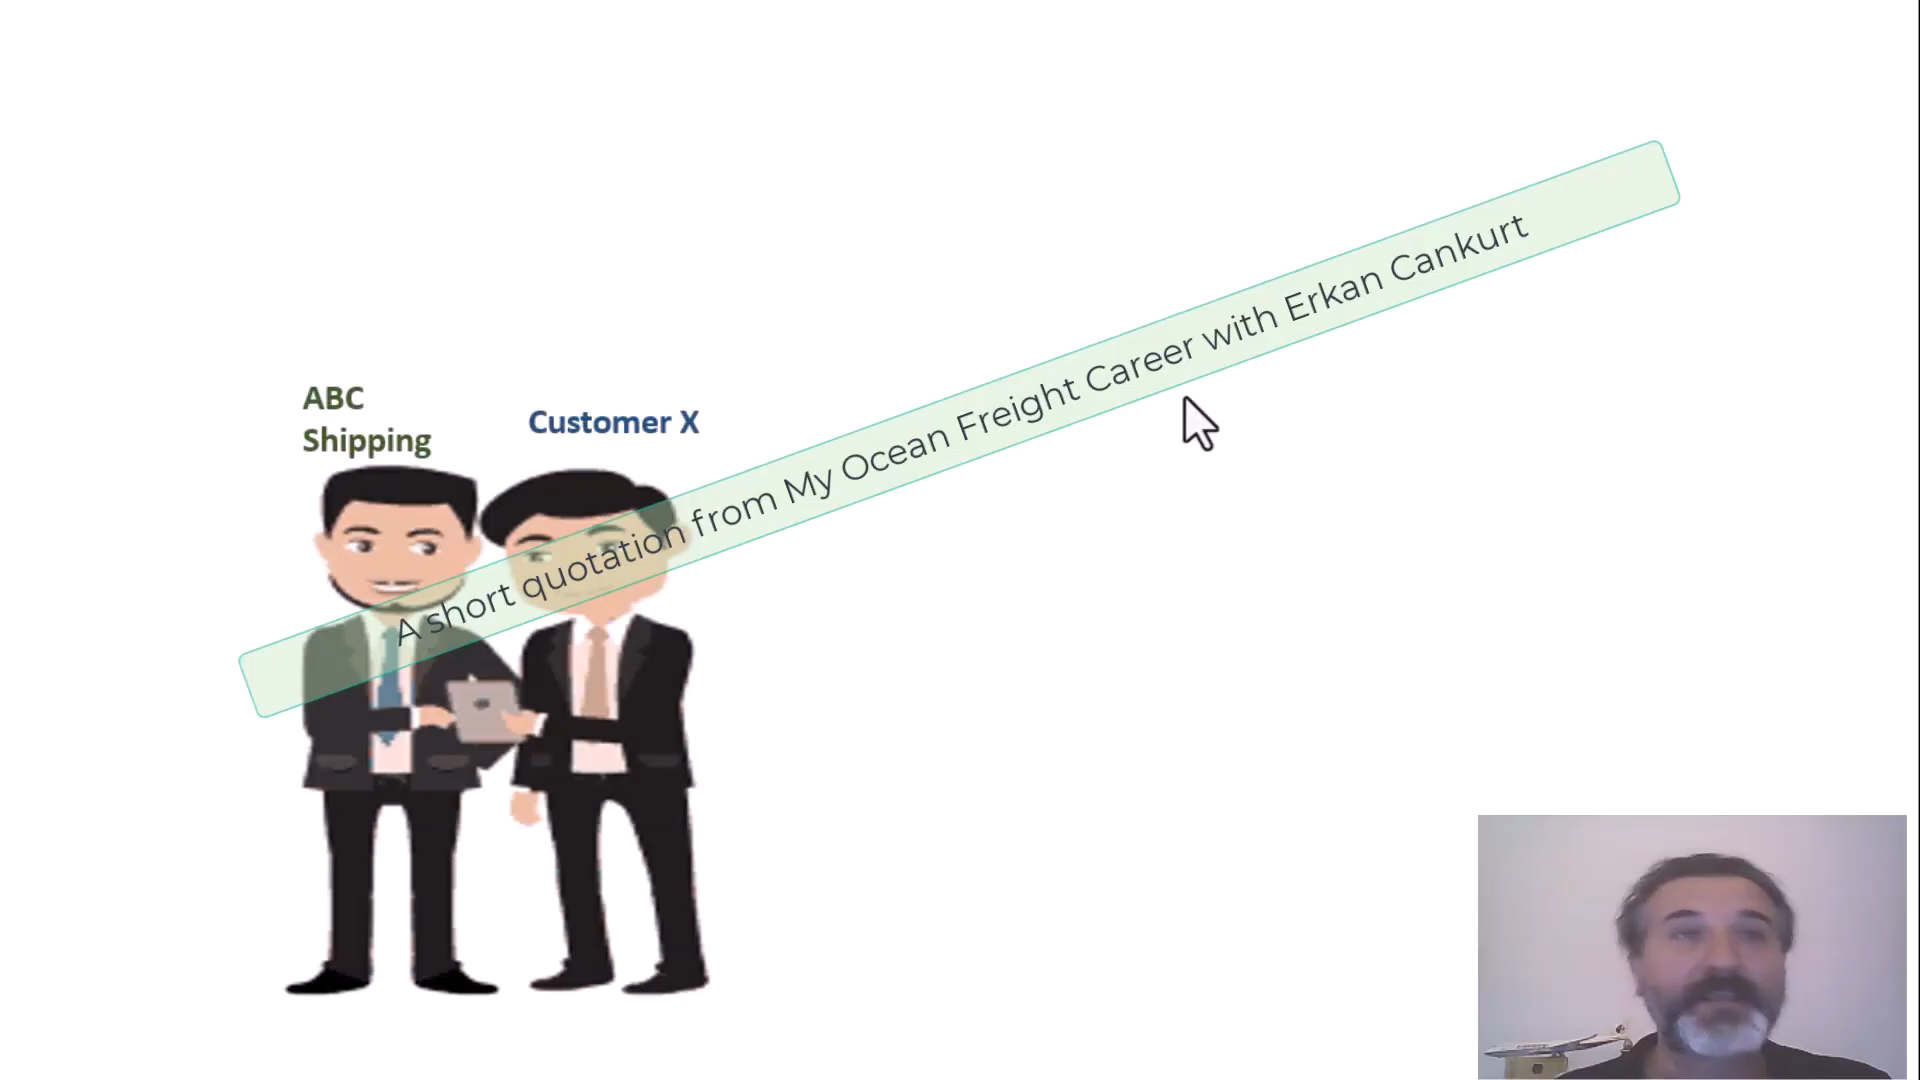 ABC
Shipping
Customer X
A short quotation from My Ocean Freight Career with Erkan Cankurt